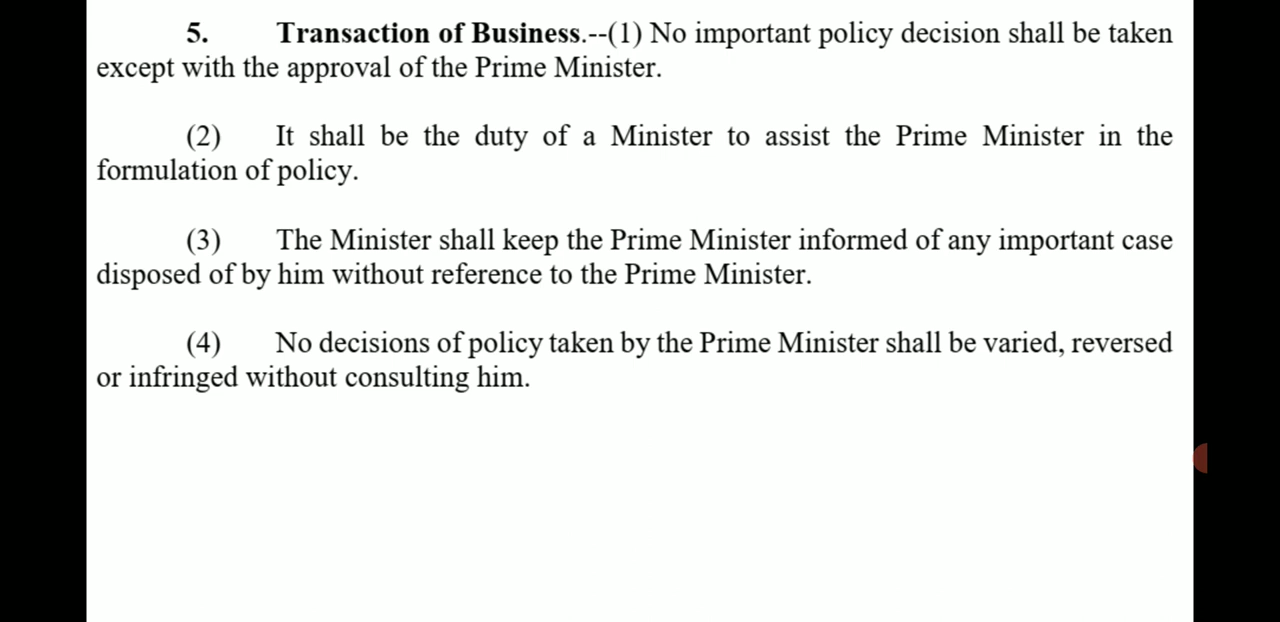 5. Transaction of Business.--(1) No important policy decision shall be taken
except with the approval of the Prime Minister.
(2) It shall be the duty of a Minister to assist the Prime Minister in the
formulation of policy.
(3) The Minister shall keep the Prime Minister informed of any important case
disposed of by him without reference to the Prime Minister.
(4) No decisions of policy taken by the Prime Minister shall be varied, reversed
or infringed without consulting him.